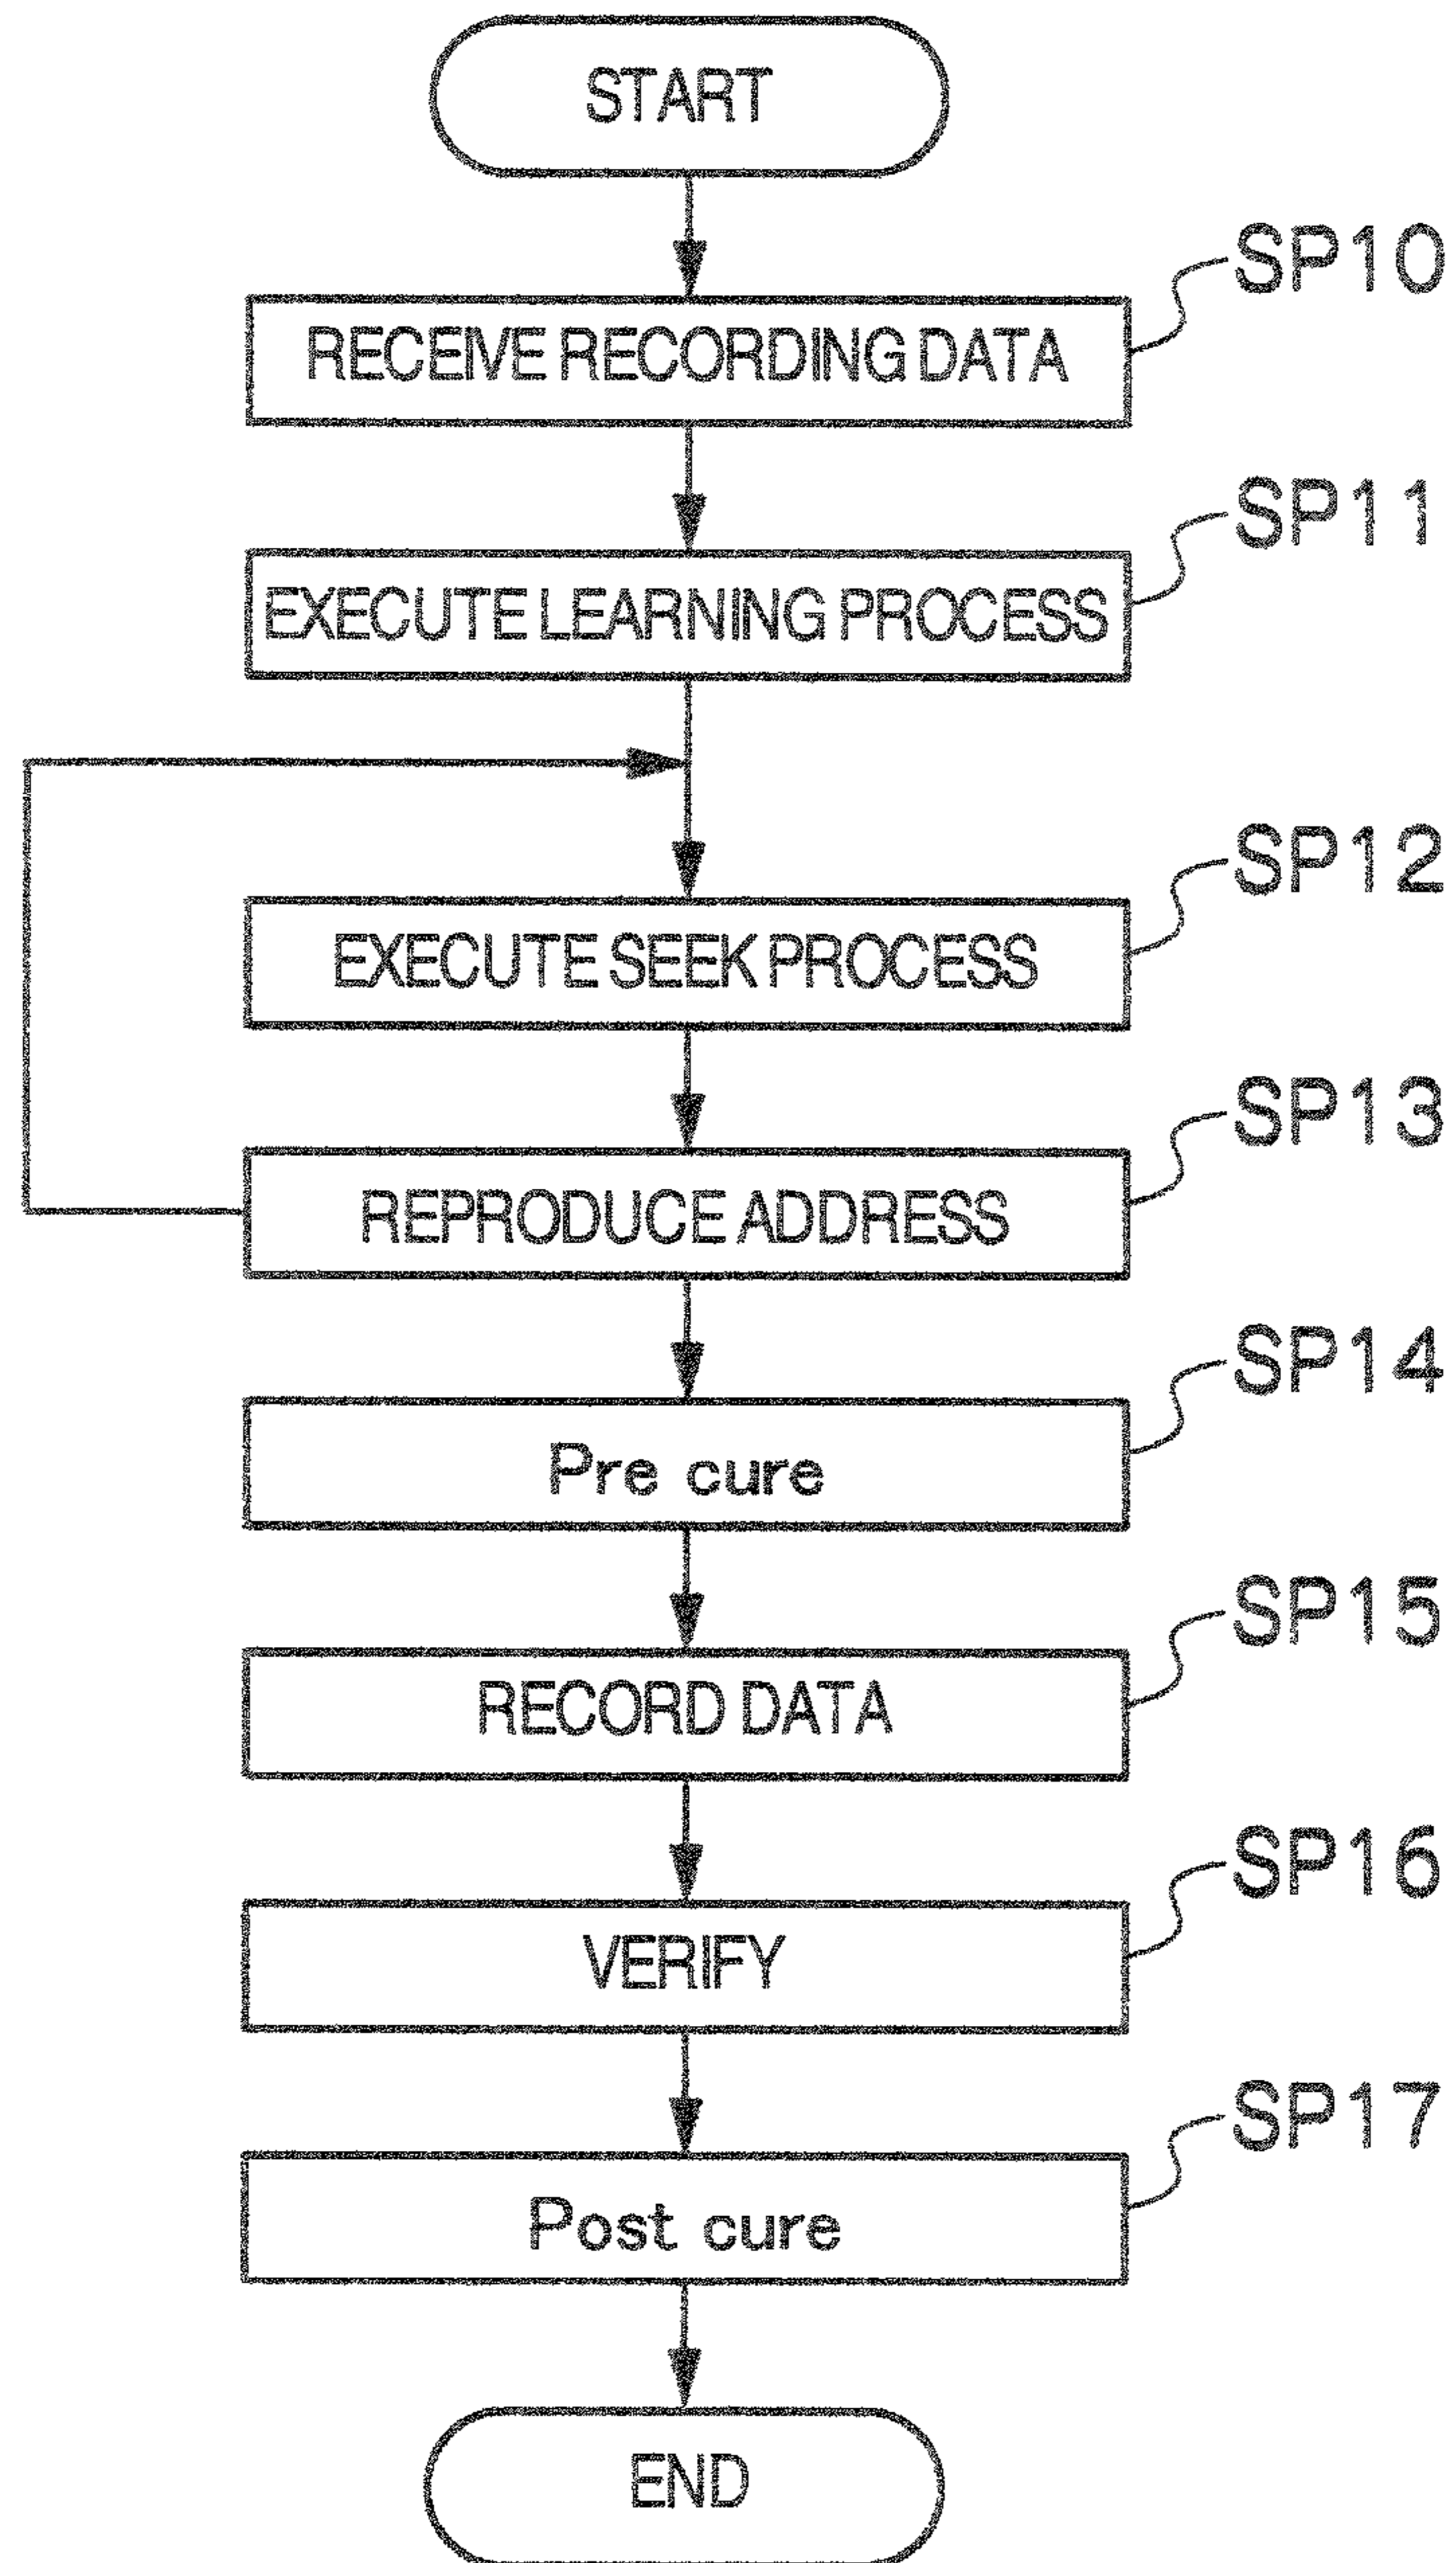 START
SP10
RECEIVE RECORDING DATA
SP11
EXECUTE LEARNING PROCESS
SP12
EXECUTE SEEK PROCESS
SP13
REPRODUCE ADDRESS
SP14
Pre cure
SP15
RECORD DATA
SP16
VERIFY
SP17
Post cure
END